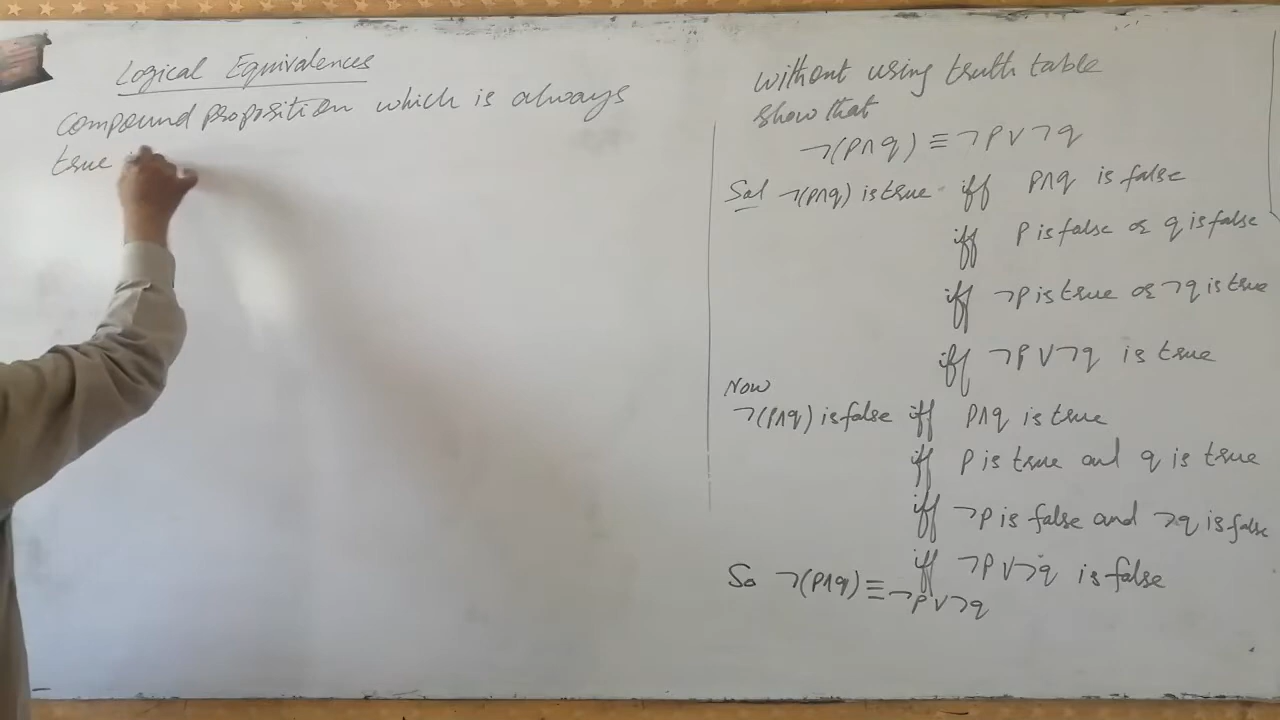 Logical Equivalences
compound proposition which is always
true
without using truth table
show that
¬(p∧q) ≡ ¬p∨¬q
Sol ¬(p∧q) is true iff p∧q is false
iff p is false or q is false
iff ¬p is true or ¬q is true
iff ¬p∨¬q is true
Now
¬(p∧q) is false iff p∧q is true
iff p is true and q is true
iff ¬p is false and ¬q is false
iff ¬p∨¬q is false
So ¬(p∧q) ≡ ¬p∨¬q